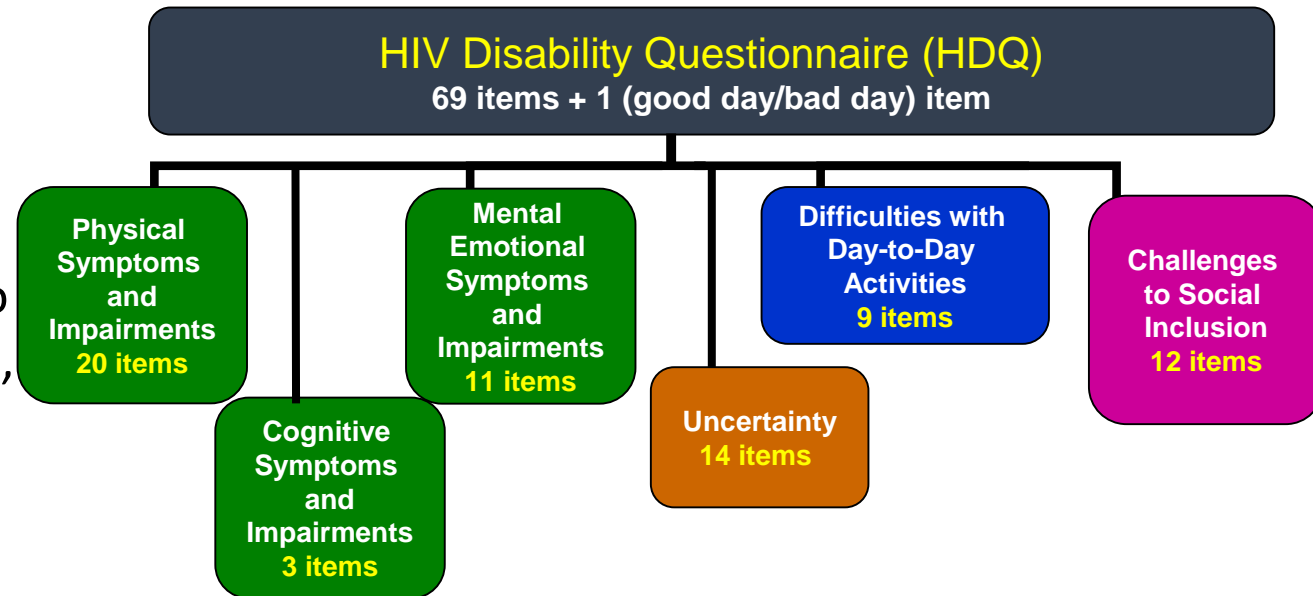 HIV Disability Questionnaire (HDQ)
69 items + 1 (good day/bad day) item
Physical
Symptoms
and
Impairments
20 items
Cognitive
Symptoms
and
Impairments
3 items
Mental
Emotional
Symptoms
and
Impairments
11 items
Uncertainty
14 items
Difficulties with
Day-to-Day
Activities
9 items
Challenges
to Social
Inclusion
12 items